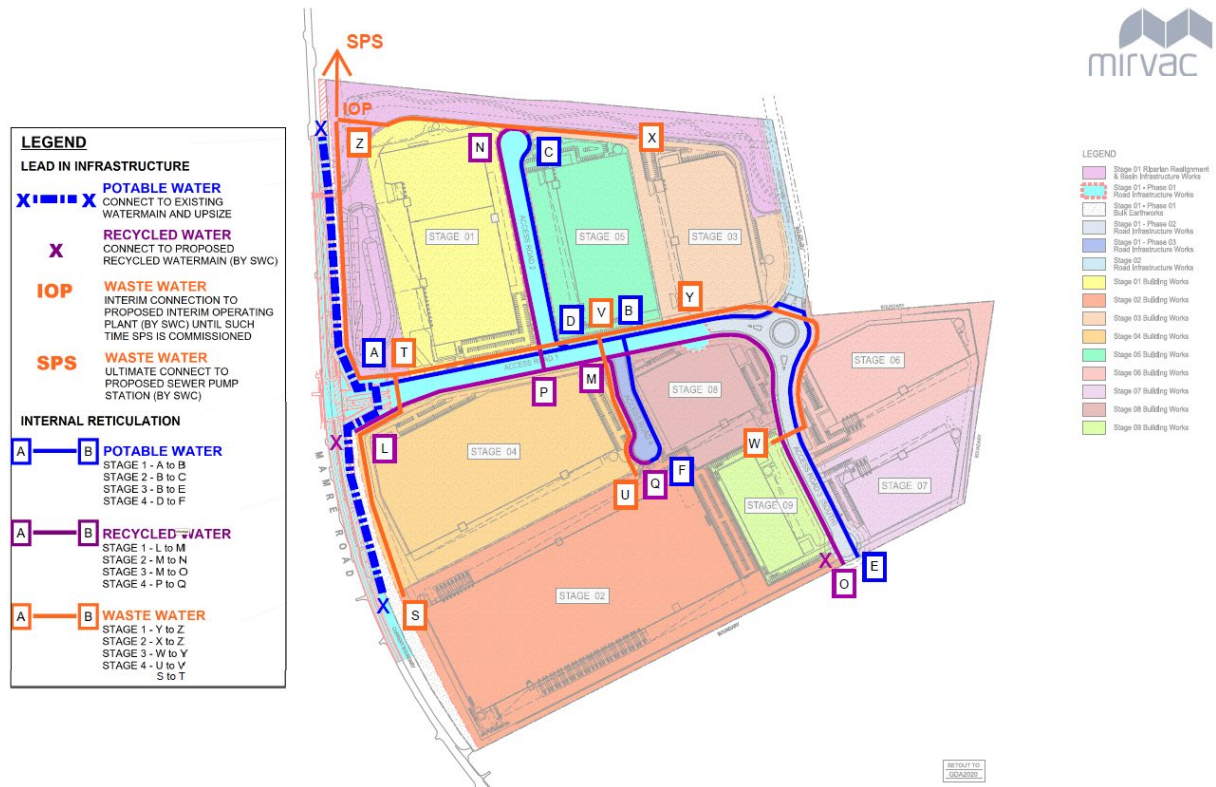 mirvac
SPS
IOP
LEGEND
LEAD IN INFRASTRUCTURE
X X POTABLE WATER
CONNECT TO EXISTING
WATERMAIN AND UPSIZE
X RECYCLED WATER
CONNECT TO PROPOSED
RECYCLED WATERMAIN (BY SWC)
IOP WASTE WATER
INTERIM CONNECTION TO
PROPOSED INTERIM OPERATING
PLANT (BY SWC) UNTIL SUCH
TIME SPS IS COMMISSIONED
SPS WASTE WATER
ULTIMATE CONNECT TO
PROPOSED SEWER PUMP
STATION (BY SWC)
INTERNAL RETICULATION
A B POTABLE WATER
STAGE 1 - A to B
STAGE 2 - B to C
STAGE 3 - B to E
STAGE 4 - D to F
A B RECYCLED WATER
STAGE 1 - L to M
STAGE 2 - M to N
STAGE 3 - M to O
STAGE 4 - P to Q
A B WASTE WATER
STAGE 1 - Y to Z
STAGE 2 - X to Z
STAGE 3 - W to Y
STAGE 4 - U to V
S to T
X
Z
N
C
X
STAGE 01
STAGE 05
STAGE 03
ACCESS ROAD 2
Y
D
V
B
A
T
ACCESS ROAD 1
P
M
STAGE 06
STAGE 08
X
L
STAGE 04
W
F
Q
U
STAGE 07
STAGE 09
MAMRE ROAD
X
E
O
X
S
STAGE 02
BOUNDARY
BOUNDARY
BOUNDARY
SETOUT TO
GDA2020
LEGEND
Stage 01 Riparian Realignment
& Basin Infrastructure Works
Stage 01 - Phase 01
Road Infrastructure Works
Stage 01 - Phase 01
Bulk Earthworks
Stage 01 - Phase 02
Road Infrastructure Works
Stage 01 - Phase 03
Road Infrastructure Works
Stage 02
Road Infrastructure Works
Stage 01 Building Works
Stage 02 Building Works
Stage 03 Building Works
Stage 04 Building Works
Stage 05 Building Works
Stage 06 Building Works
Stage 07 Building Works
Stage 08 Building Works
Stage 09 Building Works